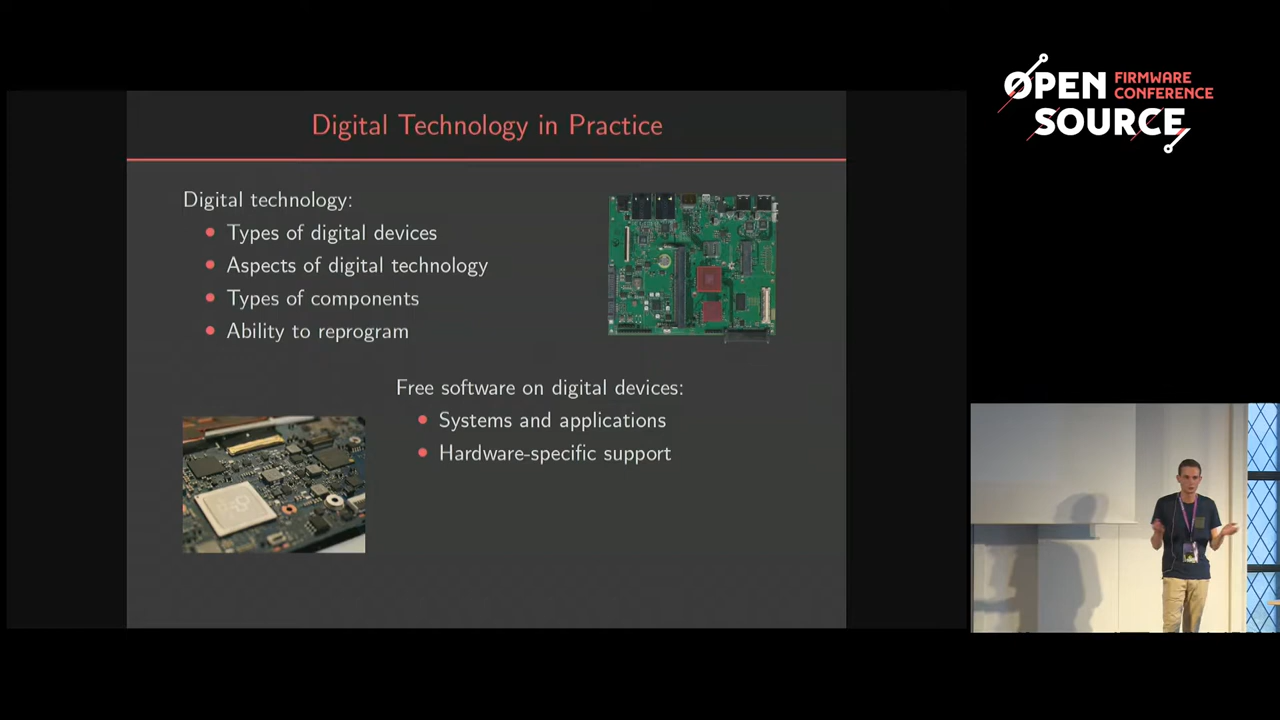 Digital Technology in Practice
Digital technology:
Types of digital devices
Aspects of digital technology
Types of components
Ability to reprogram
Free software on digital devices:
Systems and applications
Hardware-specific support
OPEN FIRMWARE
CONFERENCE
SOURCE